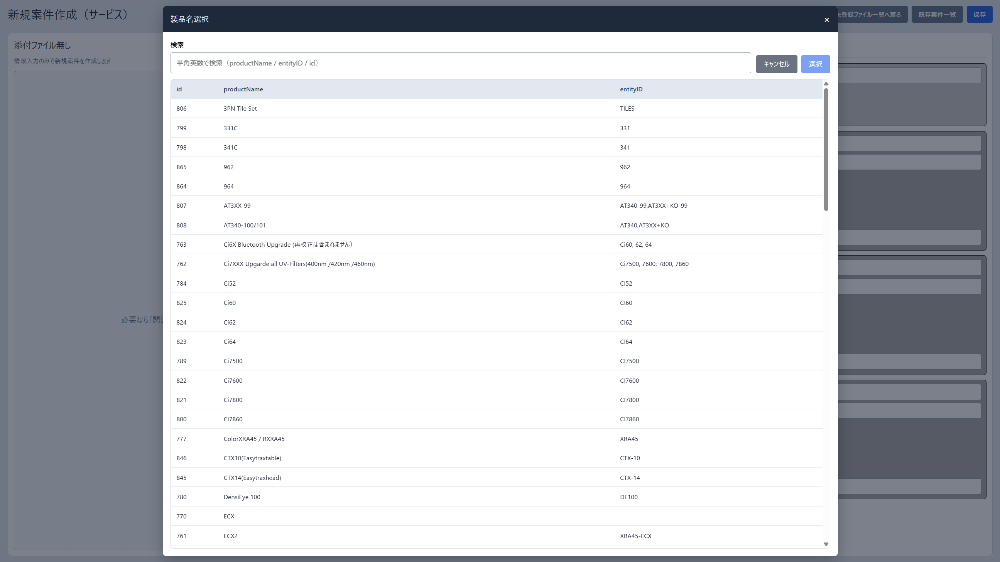 新規案件作成（サービス）
登録ファイル一覧へ戻る
既存案件一覧
保存
添付ファイル無し
情報入力のみで新規案件を作成します
必要なら「関
製品名選択
×
検索
半角英数で検索（productName / entityID / id）
キャンセル
選択
id productName entityID
806 3PN Tile Set TILES
799 331C 331
798 341C 341
865 962 962
864 964 964
807 AT3XX-99 AT340-99,AT3XX+KO-99
808 AT340-100/101 AT340,AT3XX+KO
763 Ci6X Bluetooth Upgrade (再校正は含まれません） Ci60, 62, 64
762 Ci7XXX Upgarde all UV-Filters(400nm /420nm /460nm) Ci7500, 7600, 7800, 7860
784 Ci52 CI52
825 Ci60 CI60
824 Ci62 CI62
823 Ci64 CI64
789 Ci7500 CI7500
822 Ci7600 CI7600
821 Ci7800 CI7800
800 Ci7860 CI7860
777 ColorXRA45 / RXRA45 XRA45
846 CTX10(Easytraxtable) CTX-10
845 CTX14(Easytraxhead) CTX-14
780 DensiEye 100 DE100
770 ECX
761 ECX2 XRA45-ECX